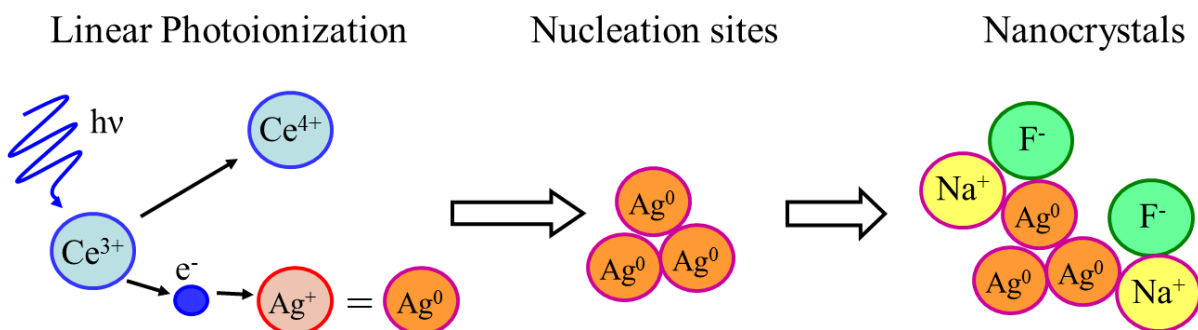 Linear Photoionization
Nucleation sites
Nanocrystals
hν
Ce³⁺
Ce⁴⁺
e⁻
Ag⁺ = Ag⁰
Ag⁰
Ag⁰ Ag⁰
F⁻
Na⁺
Ag⁰
F⁻
Ag⁰ Ag⁰
Na⁺